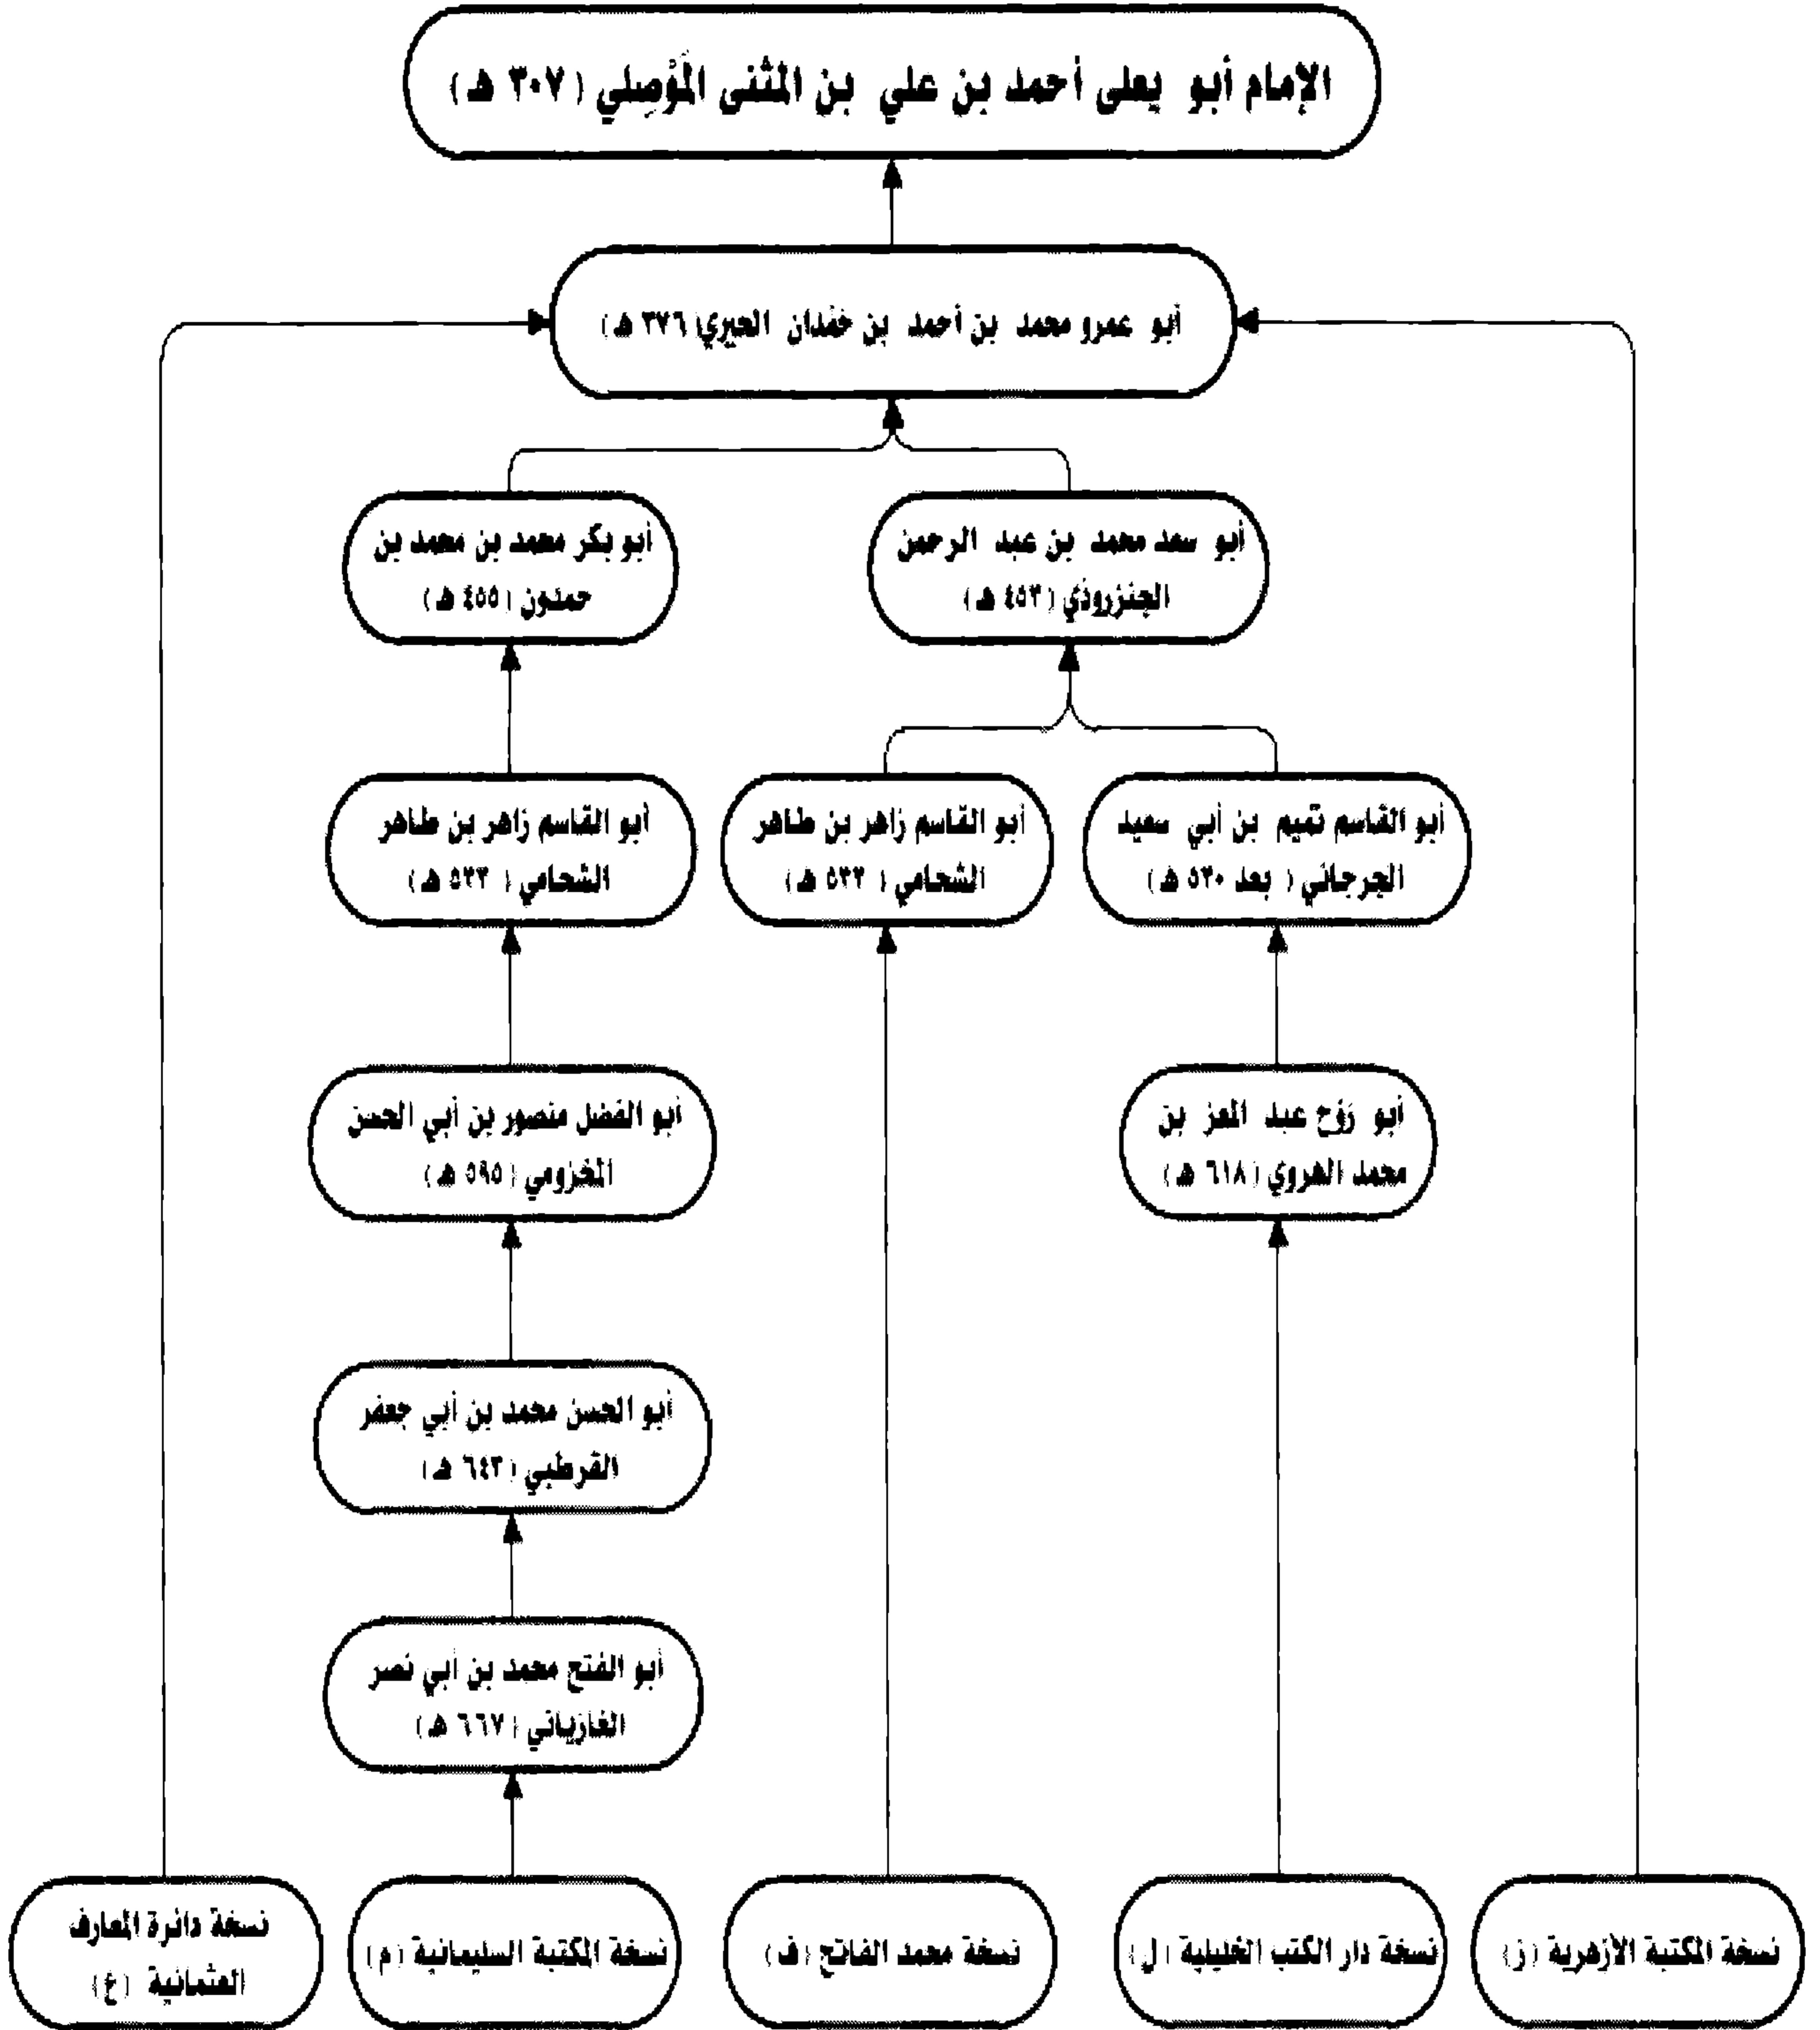 الإمام أبو يعلى أحمد بن علي بن المثنى المَوْصِلي (٣٠٧ هـ)
أبو عمرو محمد بن أحمد بن حَمْدان الحيري (٣٧٦ هـ)
أبو سعد محمد بن عبد الرحمن
الجنزروذي (٤٥٣ هـ)
أبو بكر محمد بن محمد بن
حمدون (٤٥٥ هـ)
أبو القاسم تميم بن أبي سعيد
الجرجاني ( بعد ٥٣٠ هـ)
أبو القاسم زاهر بن طاهر
الشحامي ( ٥٣٣ هـ)
أبو القاسم زاهر بن طاهر
الشحامي ( ٥٣٣ هـ)
أبو رَوْح عبد المعز بن
محمد الهروي (٦١٨ هـ)
أبو الفضل منصور بن أبي الحسن
المخزومي (٥٩٥ هـ)
أبو الحسن محمد بن أبي جعفر
القرطبي (٦٤٣ هـ)
أبو الفتح محمد بن أبي نصر
(٦٦٧ هـ)
نسخة المكتبة الأزهرية (ز)
نسخة دار الكتب الخليلية (ل)
نسخة محمد الفاتح (ف)
نسخة المكتبة السليمانية (م)
نسخة دائرة المعارف
العثمانية (ع)